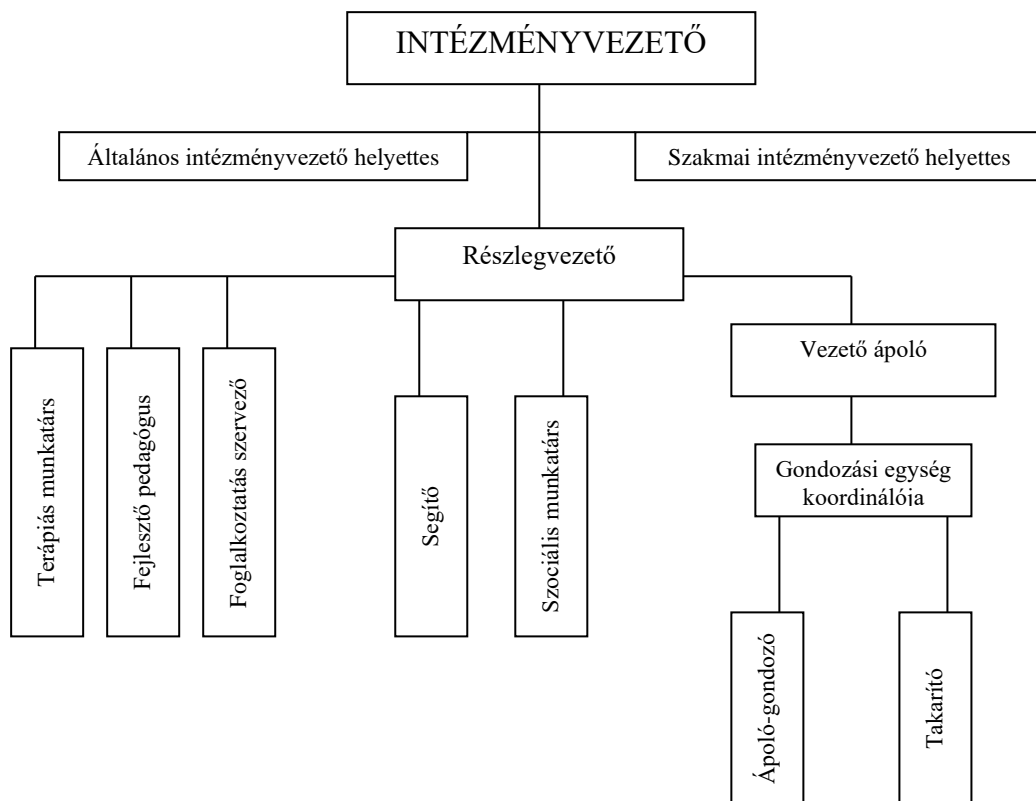 INTÉZMÉNYVEZETŐ
Általános intézményvezető helyettes
Szakmai intézményvezető helyettes
Részlegvezető
Vezető ápoló
Terápiás munkatárs
Fejlesztő pedagógus
Foglalkoztatás szervező
Segítő
Szociális munkatárs
Gondozási egység
koordinálója
Ápoló-gondozó
Takarító